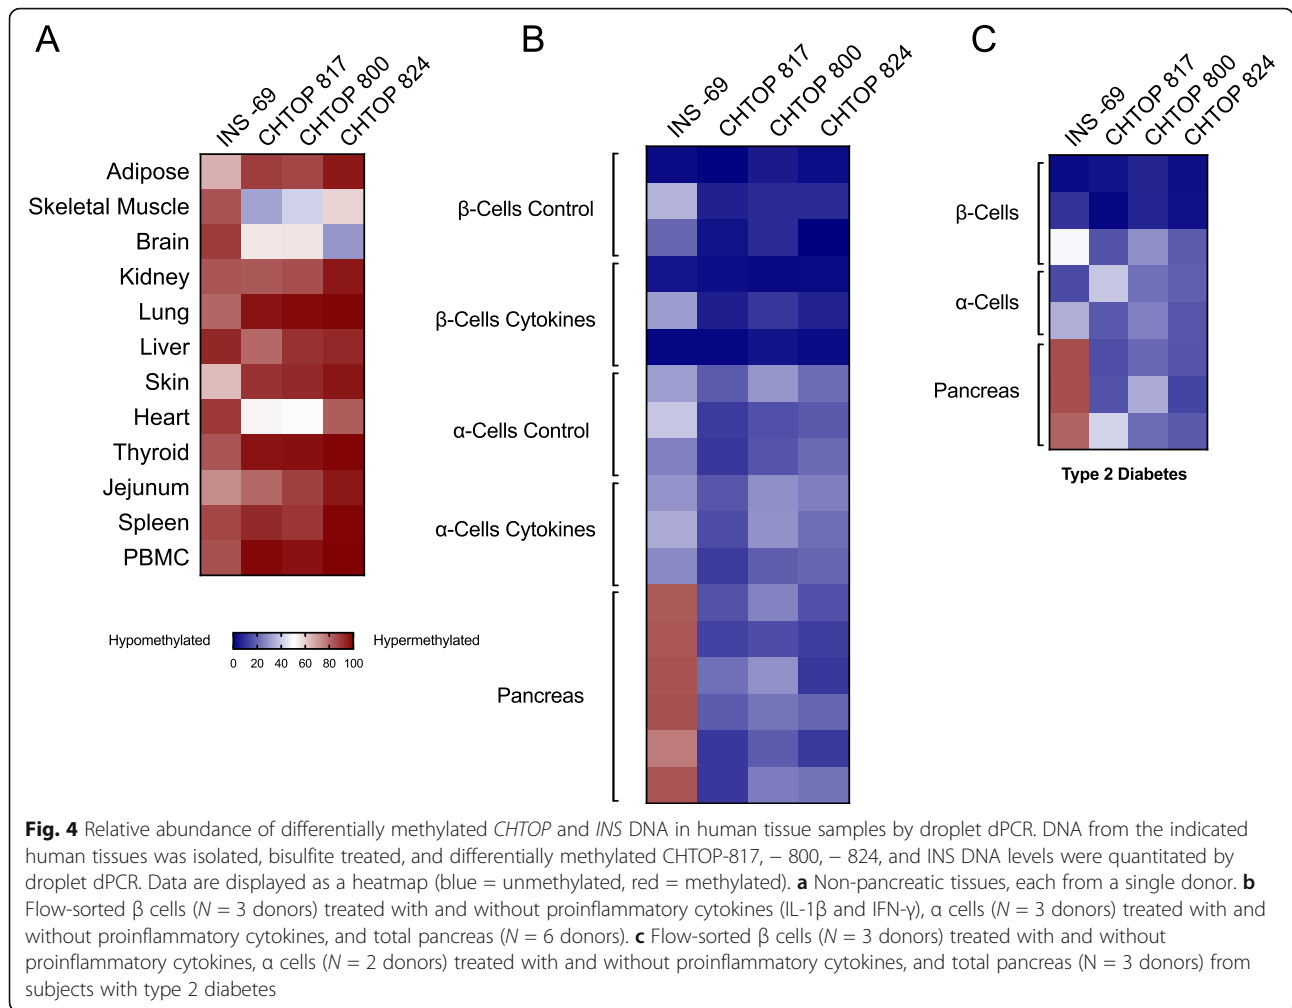 A
INS -69
CHTOP 817
CHTOP 800
CHTOP 824
Adipose
Skeletal Muscle
Brain
Kidney
Lung
Liver
Skin
Heart
Thyroid
Jejunum
Spleen
PBMC
Hypomethylated
Hypermethylated
0 20 40 60 80 100
B
INS -69
CHTOP 817
CHTOP 800
CHTOP 824
β-Cells Control
β-Cells Cytokines
α-Cells Control
α-Cells Cytokines
Pancreas
C
INS -69
CHTOP 817
CHTOP 800
CHTOP 824
β-Cells
α-Cells
Pancreas
Type 2 Diabetes
Fig. 4 Relative abundance of differentially methylated CHTOP and INS DNA in human tissue samples by droplet dPCR. DNA from the indicated
human tissues was isolated, bisulfite treated, and differentially methylated CHTOP-817, − 800, − 824, and INS DNA levels were quantitated by
droplet dPCR. Data are displayed as a heatmap (blue = unmethylated, red = methylated). a Non-pancreatic tissues, each from a single donor. b
Flow-sorted β cells (N = 3 donors) treated with and without proinflammatory cytokines (IL-1β and IFN-γ), α cells (N = 3 donors) treated with and
without proinflammatory cytokines, and total pancreas (N = 6 donors). c Flow-sorted β cells (N = 3 donors) treated with and without
proinflammatory cytokines, α cells (N = 2 donors) treated with and without proinflammatory cytokines, and total pancreas (N = 3 donors) from
subjects with type 2 diabetes